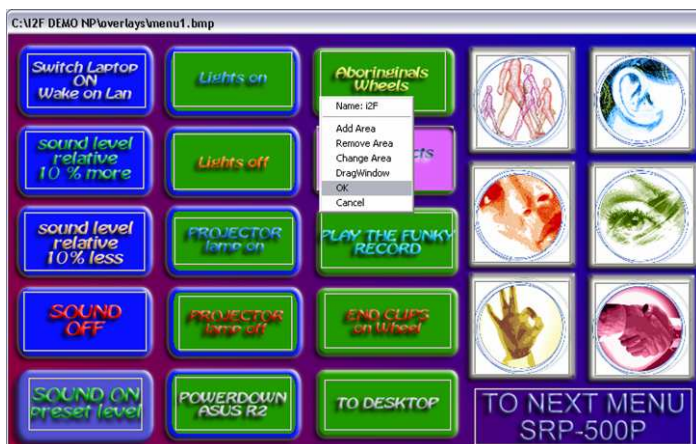 C:\I2F DEMO NP\overlays\menu1.bmp
Switch Laptop
ON
Wake on Lan
Lights on
Aboringinals
Wheels
Name: i2F
Add Area
Remove Area
Change Area
DragWindow
OK
Cancel
sound level
relative
10 % more
Lights off
cts
sound level
relative
10% less
PROJECTOR
lamp on
PLAY THE FUNKY
RECORD
SOUND
OFF
PROJECTOR
lamp off
END CLIPS
on Wheel
SOUND ON
preset level
POWERDOWN
ASUS R2
TO DESKTOP
TO NEXT MENU
SRP-500P